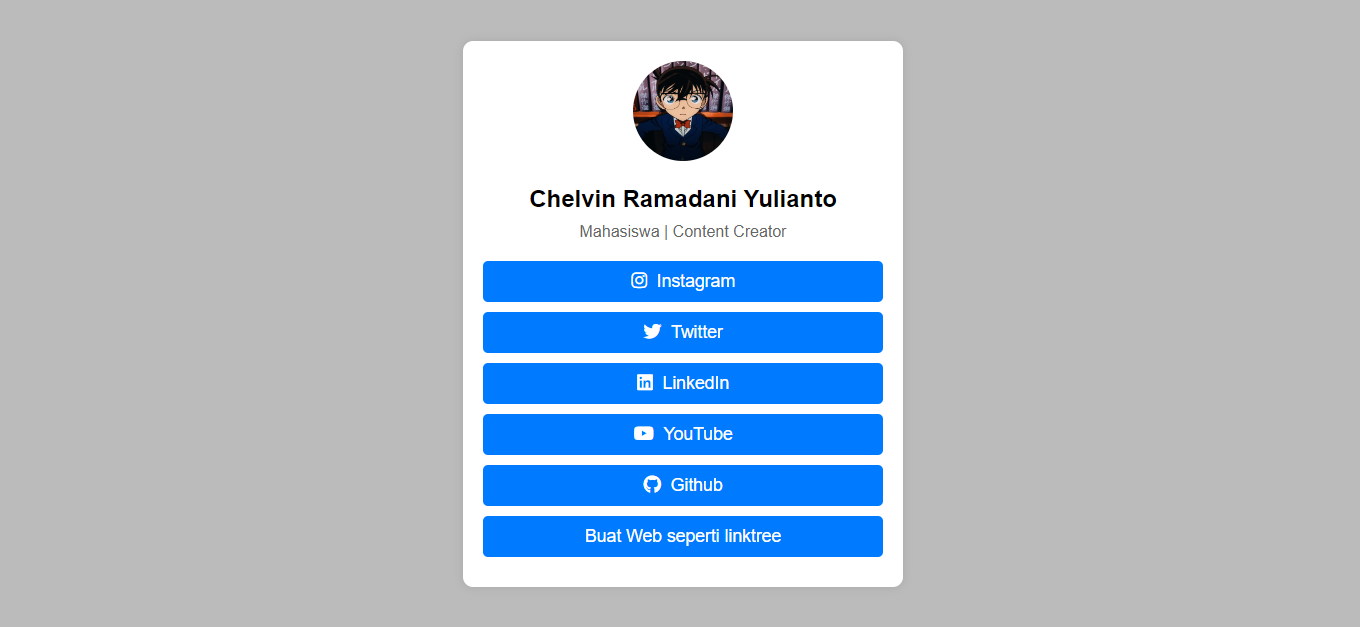 Chelvin Ramadani Yulianto
Mahasiswa | Content Creator
Instagram
Twitter
LinkedIn
YouTube
Github
Buat Web seperti linktree